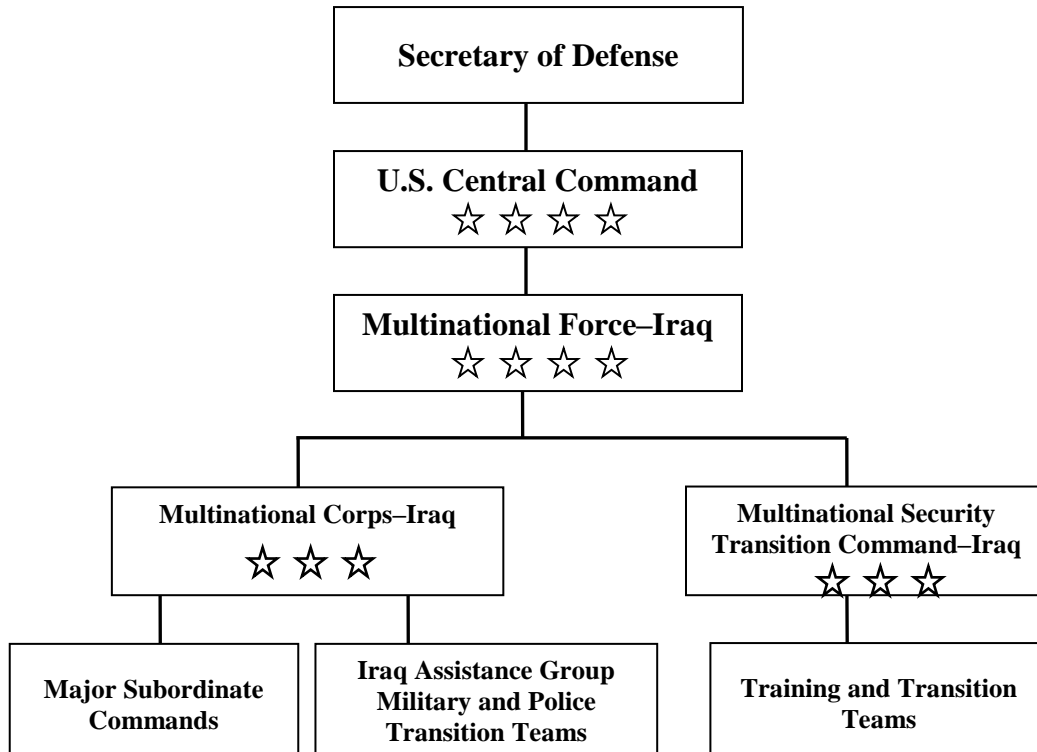 Secretary of Defense
U.S. Central Command
☆ ☆ ☆ ☆
Multinational Force–Iraq
☆ ☆ ☆ ☆
Multinational Corps–Iraq
☆ ☆ ☆
Multinational Security
Transition Command–Iraq
☆ ☆ ☆
Major Subordinate
Commands
Iraq Assistance Group
Military and Police
Transition Teams
Training and Transition
Teams